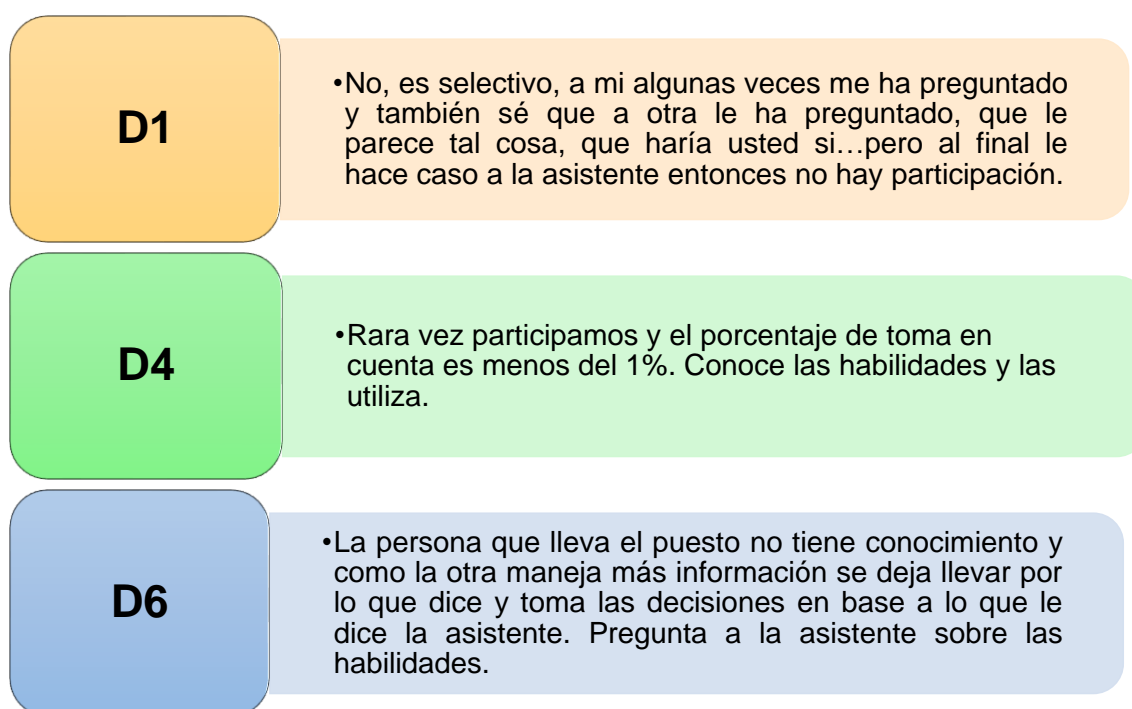 D1
•No, es selectivo, a mi algunas veces me ha preguntado
y también sé que a otra le ha preguntado, que le
parece tal cosa, que haría usted si…pero al final le
hace caso a la asistente entonces no hay participación.
D4
•Rara vez participamos y el porcentaje de toma en
cuenta es menos del 1%. Conoce las habilidades y las
utiliza.
D6
•La persona que lleva el puesto no tiene conocimiento y
como la otra maneja más información se deja llevar por
lo que dice y toma las decisiones en base a lo que le
dice la asistente. Pregunta a la asistente sobre las
habilidades.